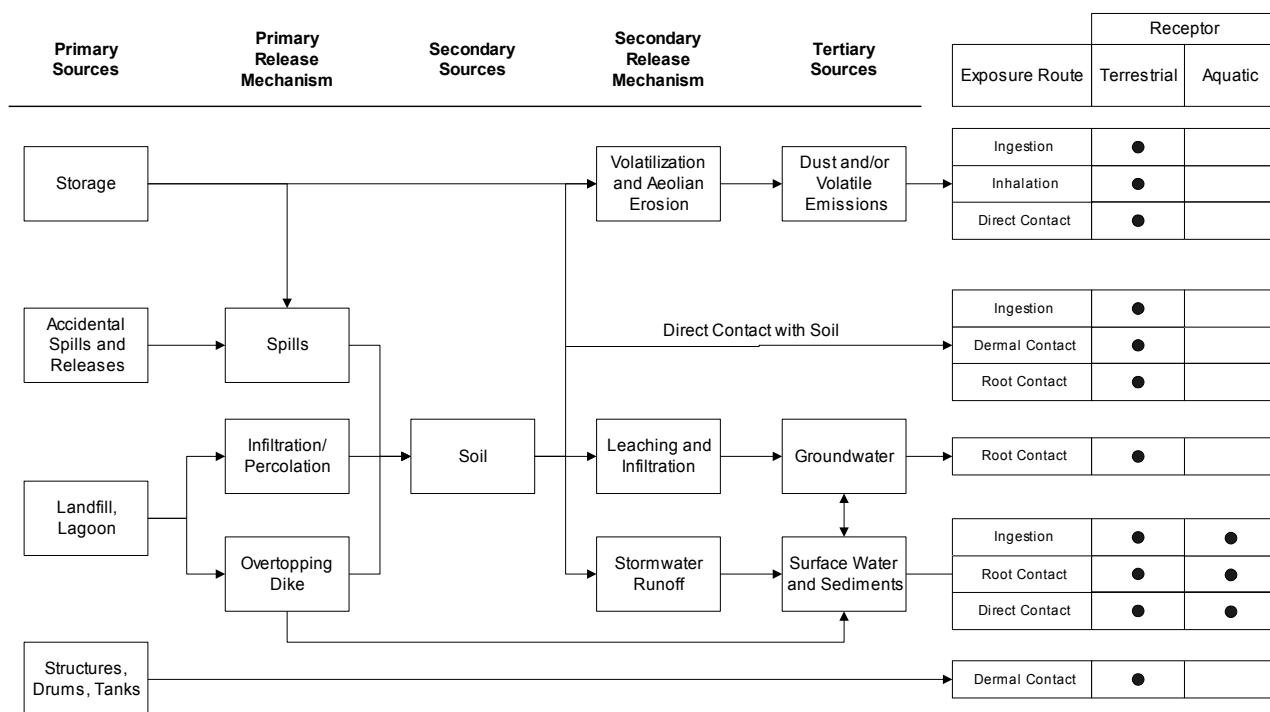 Primary
Sources
Primary
Release
Mechanism
Secondary
Sources
Secondary
Release
Mechanism
Tertiary
Sources
Receptor
Exposure Route
Terrestrial
Aquatic
Storage
Volatilization
and Aeolian
Erosion
Dust and/or
Volatile
Emissions
Ingestion
Inhalation
Direct Contact
Accidental
Spills and
Releases
Spills
Direct Contact with Soil
Ingestion
Dermal Contact
Root Contact
Landfill,
Lagoon
Infiltration/
Percolation
Soil
Leaching and
Infiltration
Groundwater
Root Contact
Overtopping
Dike
Stormwater
Runoff
Surface Water
and Sediments
Ingestion
Root Contact
Direct Contact
Structures,
Drums, Tanks
Dermal Contact